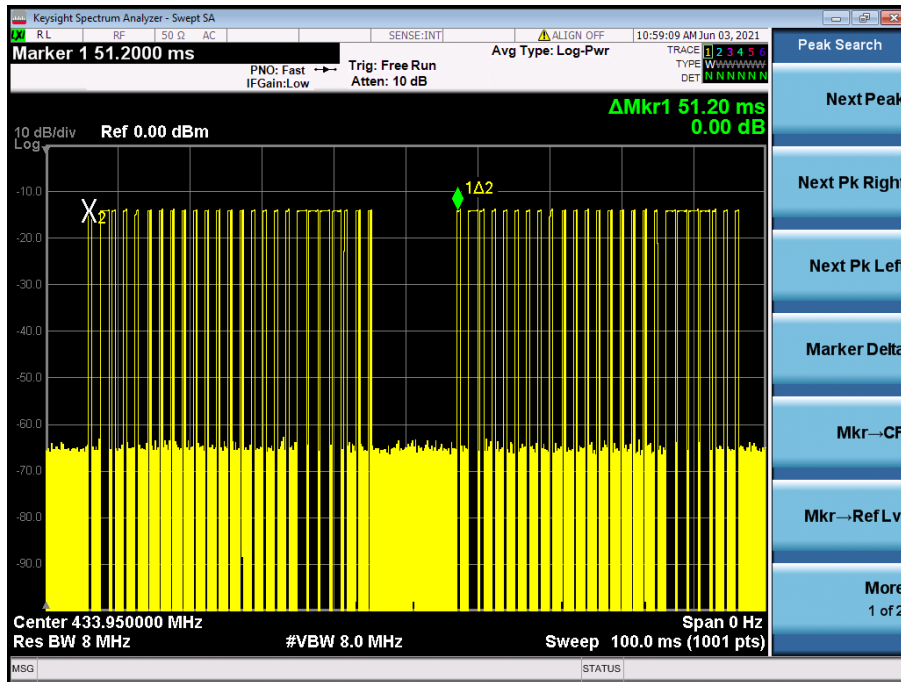 Keysight Spectrum Analyzer - Swept SA
LXI RL RF 50 Ω AC SENSE:INT ALIGN OFF 10:59:09 AM Jun 03, 2021
Marker 1 51.2000 ms
PNO: Fast
IFGain:Low
Trig: Free Run
Atten: 10 dB
Avg Type: Log-Pwr
TRACE 1 2 3 4 5 6
TYPE W W W W W W
DET N N N N N N
Peak Search
ΔMkr1 51.20 ms
0.00 dB
10 dB/div Ref 0.00 dBm
Log
-10.0
-20.0
-30.0
-40.0
-50.0
-60.0
-70.0
-80.0
-90.0
X2
1Δ2
Center 433.950000 MHz Span 0 Hz
Res BW 8 MHz #VBW 8.0 MHz Sweep 100.0 ms (1001 pts)
MSG STATUS
Next Peak
Next Pk Right
Next Pk Left
Marker Delta
Mkr→CF
Mkr→Ref Lv
More
1 of 2